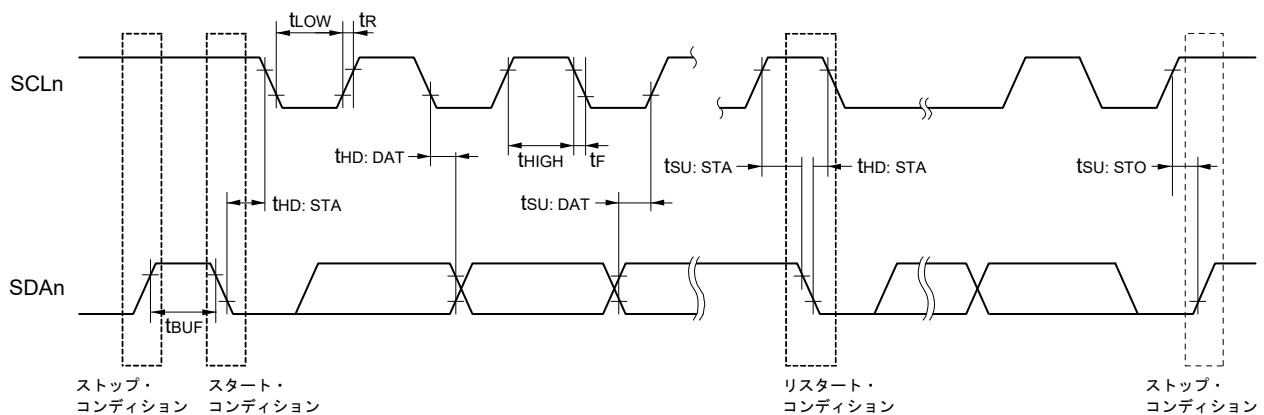 tLOW tR
SCLn
tHD: DAT tHIGH tF tSU: STA tHD: STA tSU: STO
tHD: STA tSU: DAT
SDAn
tBUF
ストップ・
コンディション
スタート・
コンディション
リスタート・
コンディション
ストップ・
コンディション